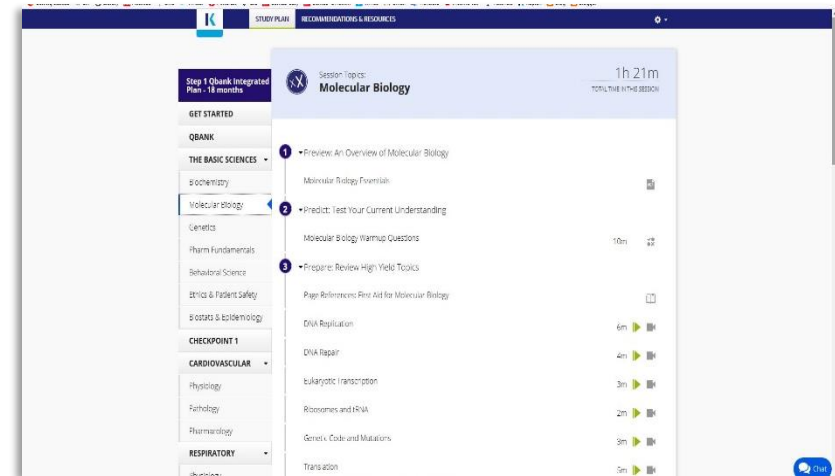 K
STUDY PLAN RECOMMENDATIONS & RESOURCES
Step 1 Qbank Integrated
Plan - 18 months
GET STARTED
QBANK
THE BASIC SCIENCES
Biochemistry
Molecular Biology
Genetics
Pharm Fundamentals
Behavioral Science
Ethics & Patient Safety
Biostats & Epidemiology
CHECKPOINT 1
CARDIOVASCULAR
Physiology
Pathology
Pharmacology
RESPIRATORY
Physiology
Session Topics:
Molecular Biology
1h 21m
TOTAL TIME IN THIS SESSION
1 Preview: An Overview of Molecular Biology
Molecular Biology Essentials
2 Predict: Test Your Current Understanding
Molecular Biology Warmup Questions 10m
3 Prepare: Review High Yield Topics
Page References: First Aid for Molecular Biology
DNA Replication 6m
DNA Repair 4m
Eukaryotic Transcription 3m
Ribosomes and tRNA 2m
Genetic Code and Mutations 3m
Translation 5m
Chat